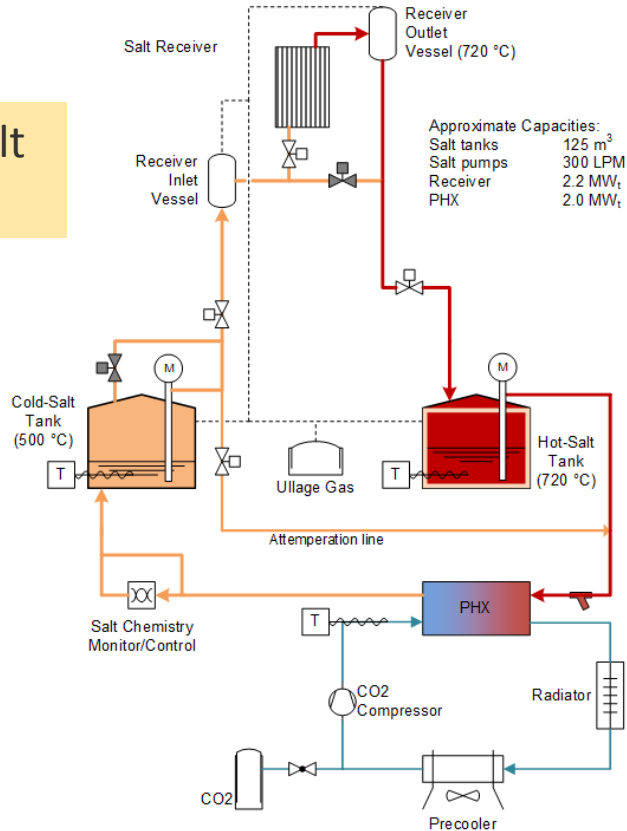 lt
Salt Receiver
Receiver
Outlet
Vessel (720 °C)
Approximate Capacities:
Salt tanks 125 m³
Salt pumps 300 LPM
Receiver 2.2 MWₜ
PHX 2.0 MWₜ
Receiver
Inlet
Vessel
M
M
Cold-Salt
Tank
(500 °C)
T
Ullage Gas
T
Hot-Salt
Tank
(720 °C)
Attemperation line
Salt Chemistry
Monitor/Control
T
PHX
CO2
Compressor
Radiator
CO2
Precooler